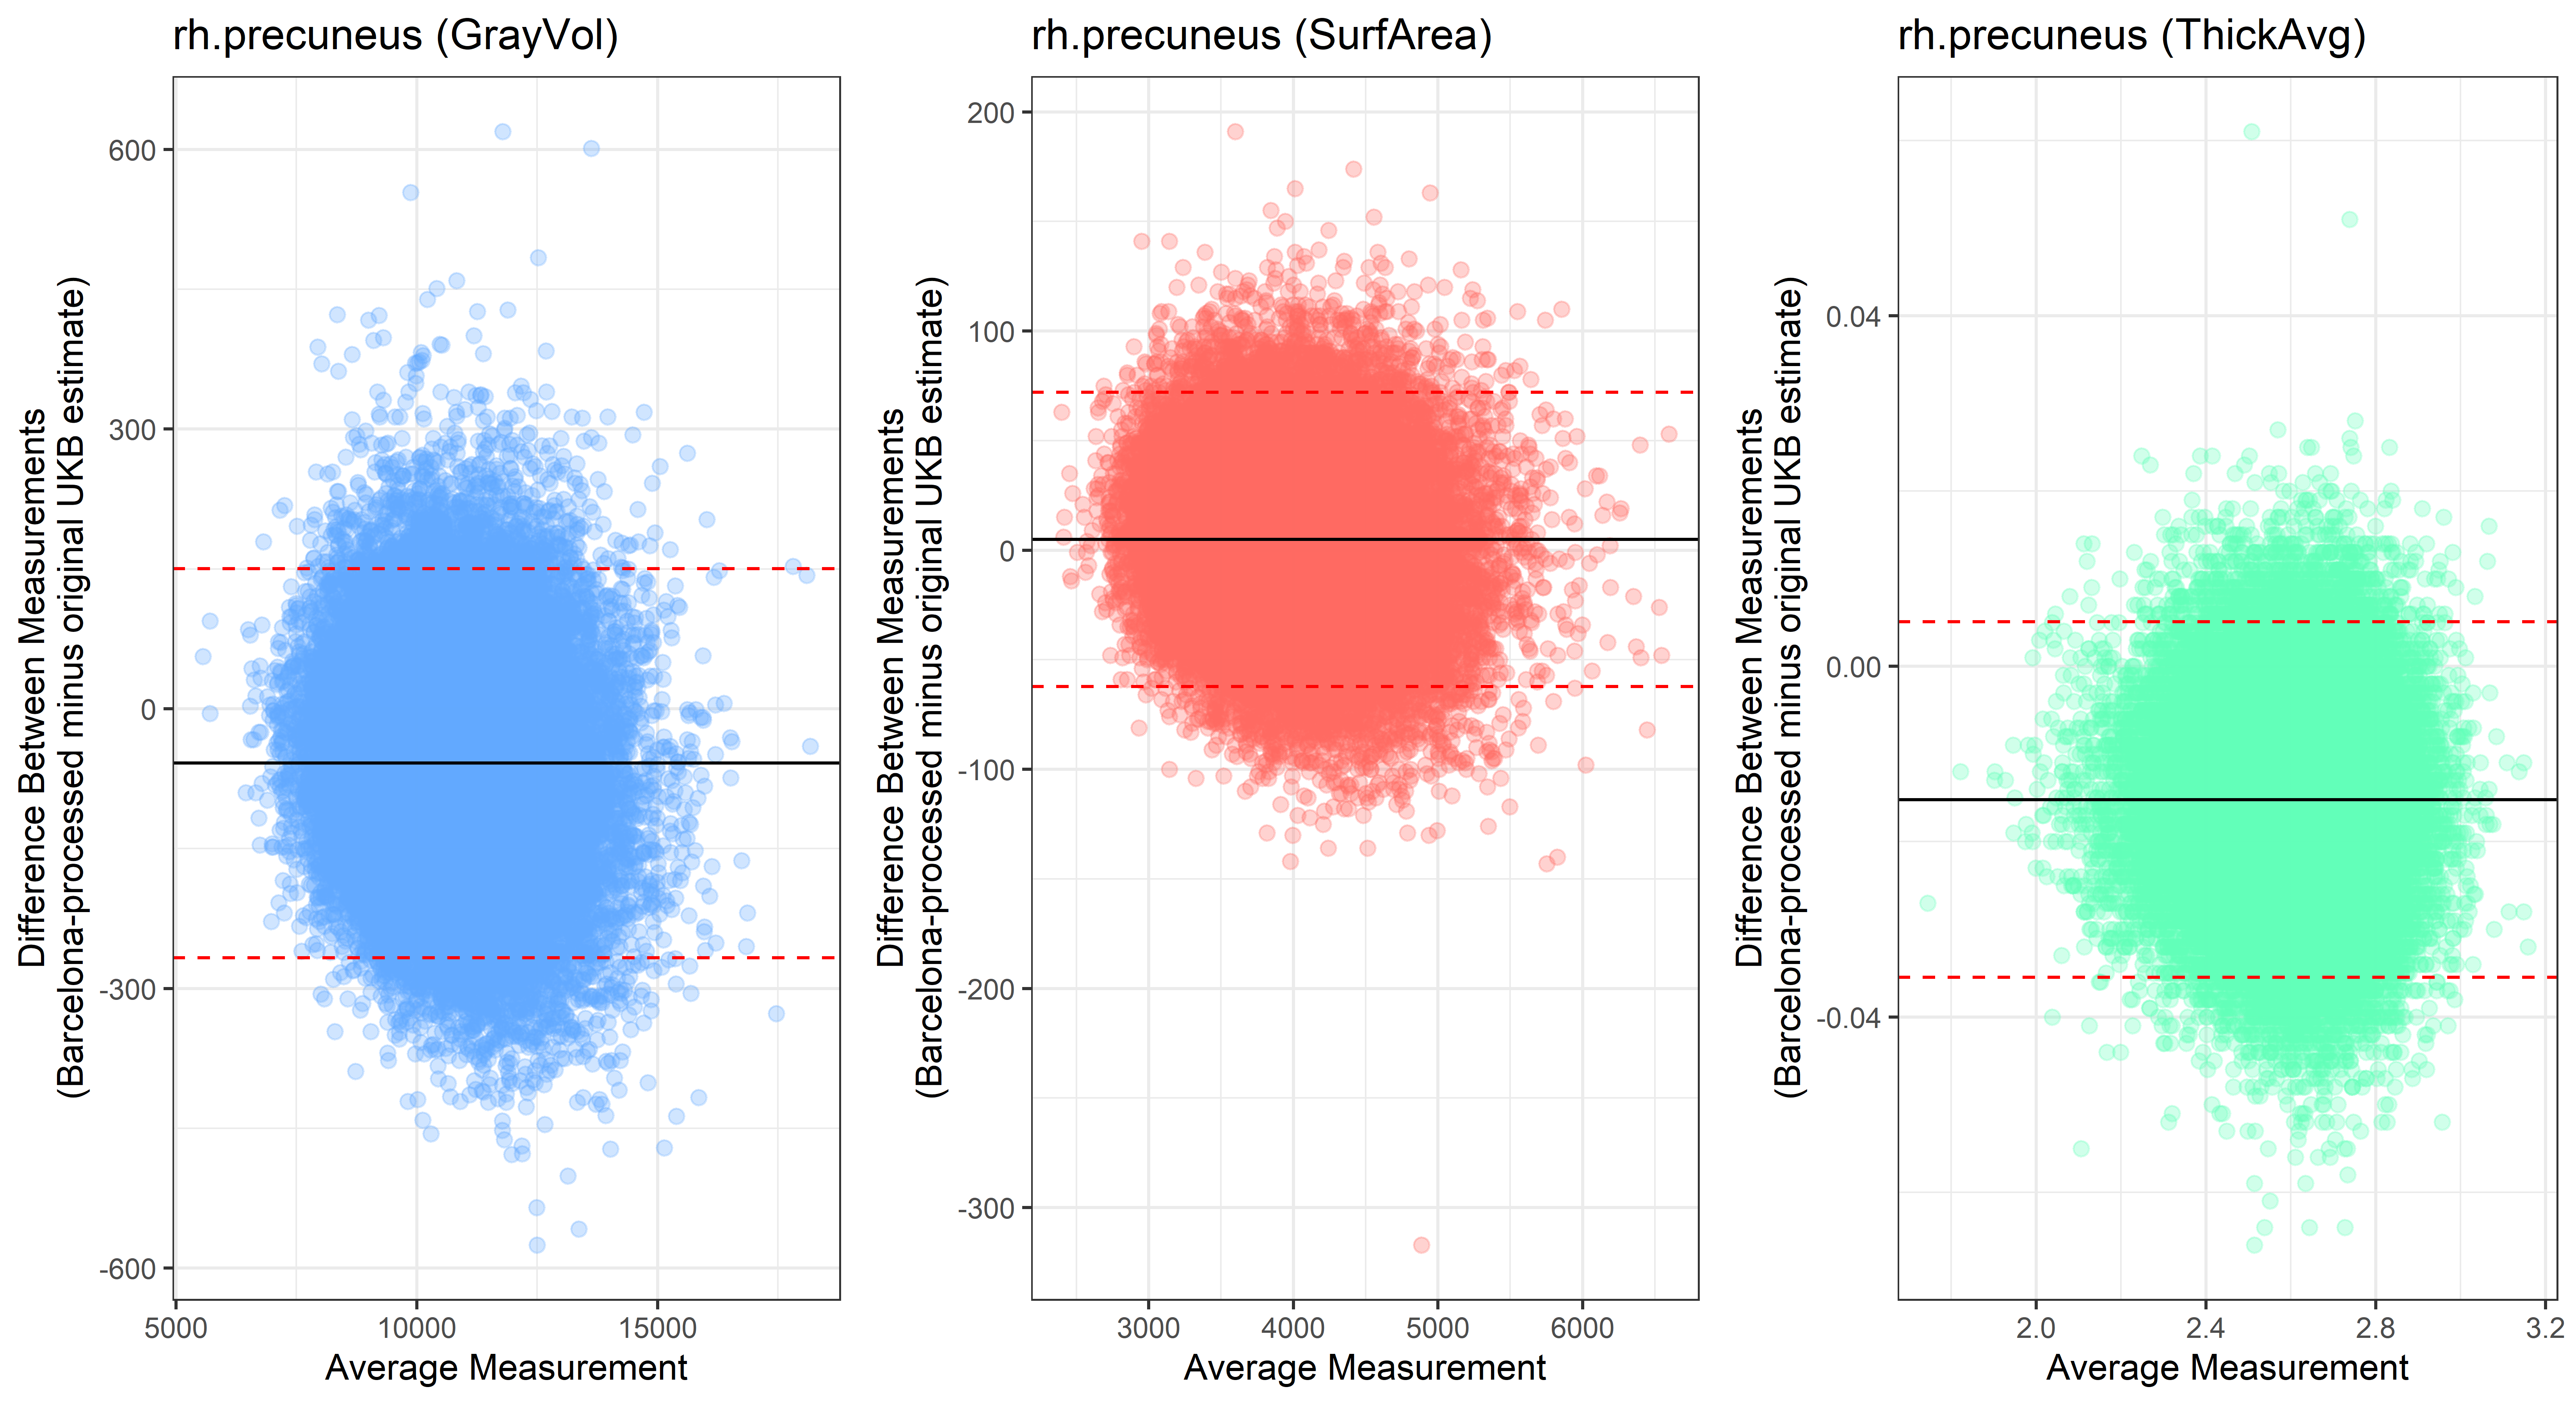 rh.precuneus (GrayVol)
Difference Between Measurements
(Barcelona-processed minus original UKB estimate)
600
300
0
-300
-600
5000
10000
15000
Average Measurement
rh.precuneus (SurfArea)
Difference Between Measurements
(Barcelona-processed minus original UKB estimate)
200
100
0
-100
-200
-300
3000
4000
5000
6000
Average Measurement
rh.precuneus (ThickAvg)
Difference Between Measurements
(Barcelona-processed minus original UKB estimate)
0.04
0.00
-0.04
2.0
2.4
2.8
3.2
Average Measurement